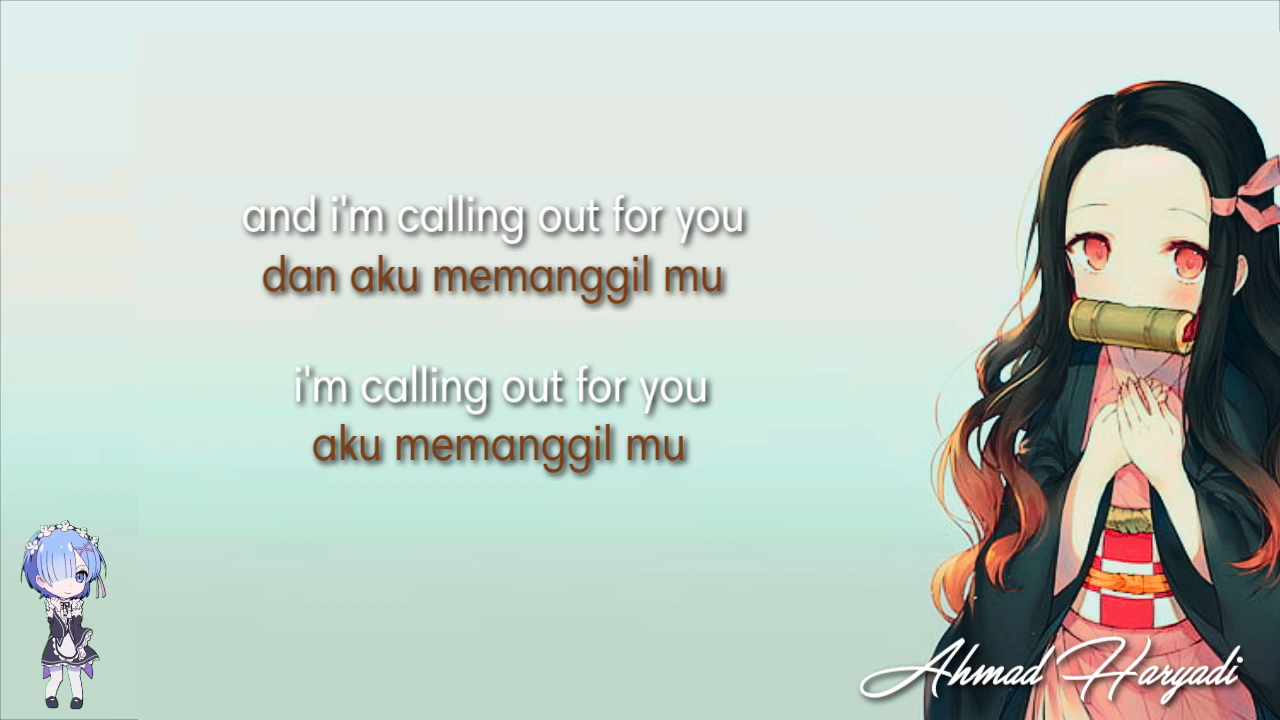 and i'm calling out for you
dan aku memanggil mu
i'm calling out for you
aku memanggil mu
Ahmad Haryadi